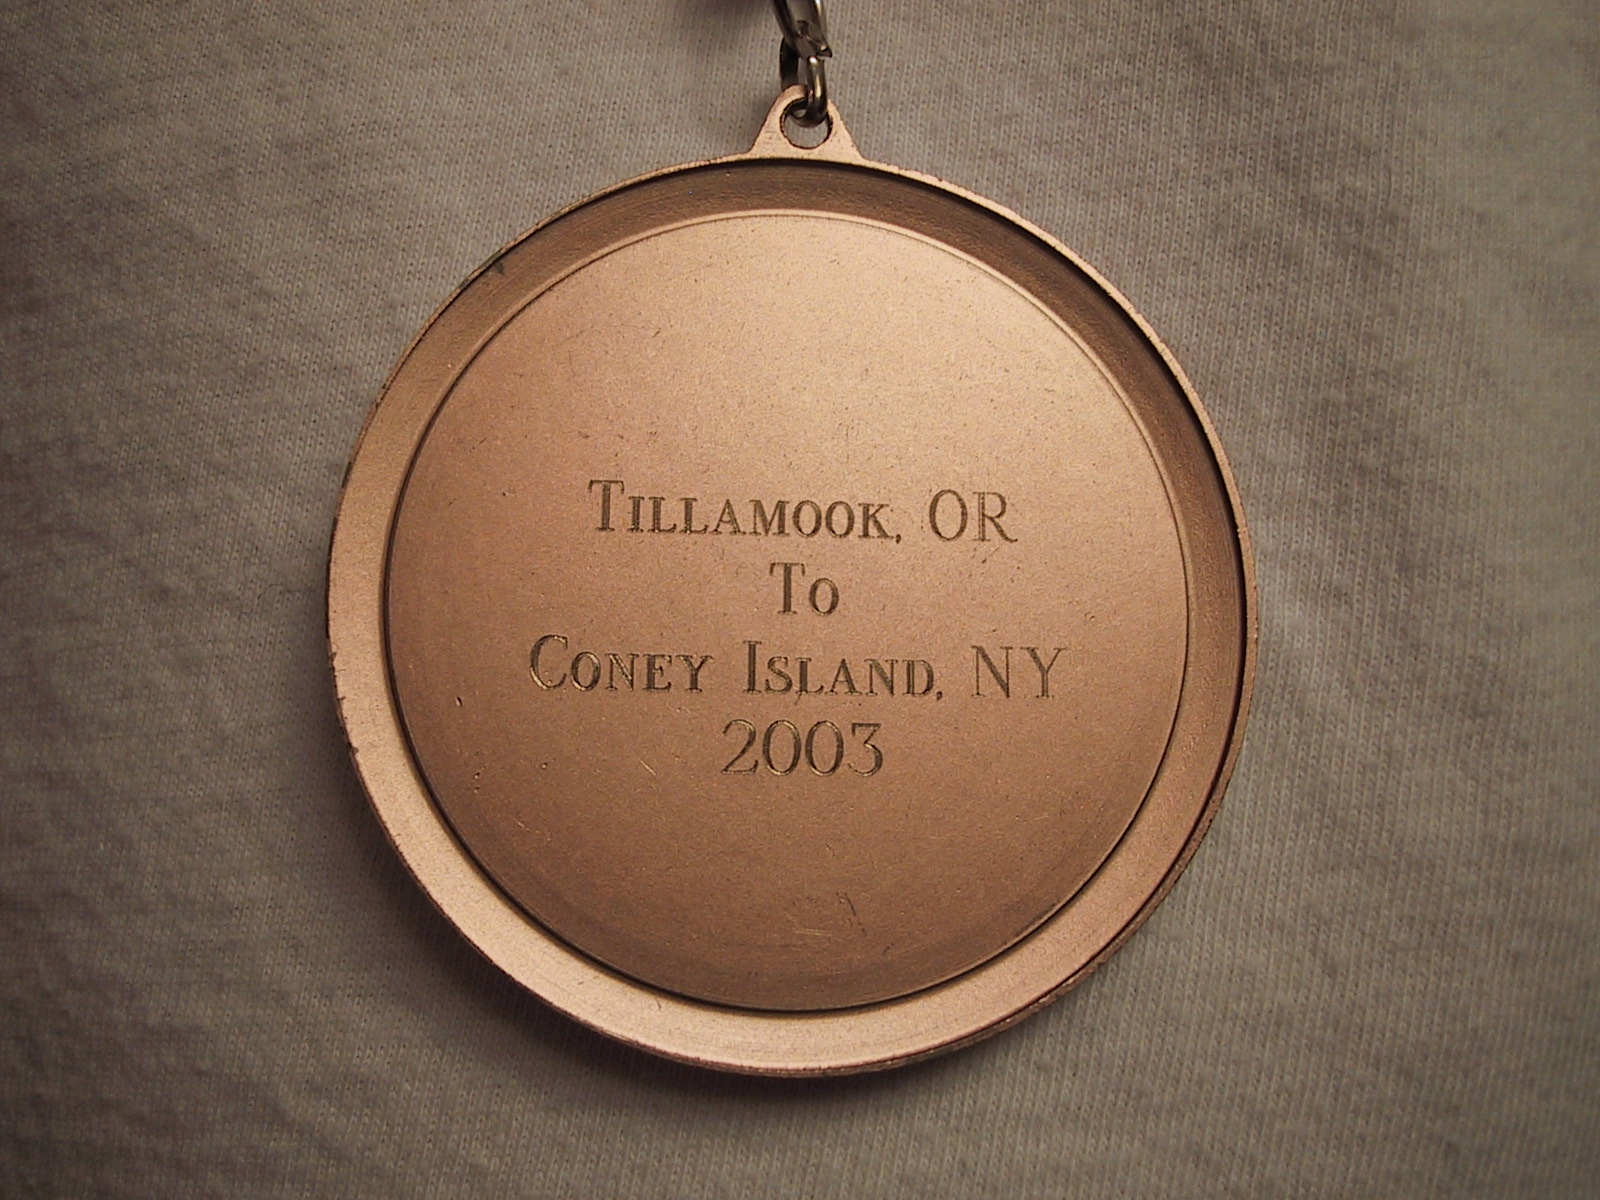 Tillamook, OR
To
Coney Island, NY
2003